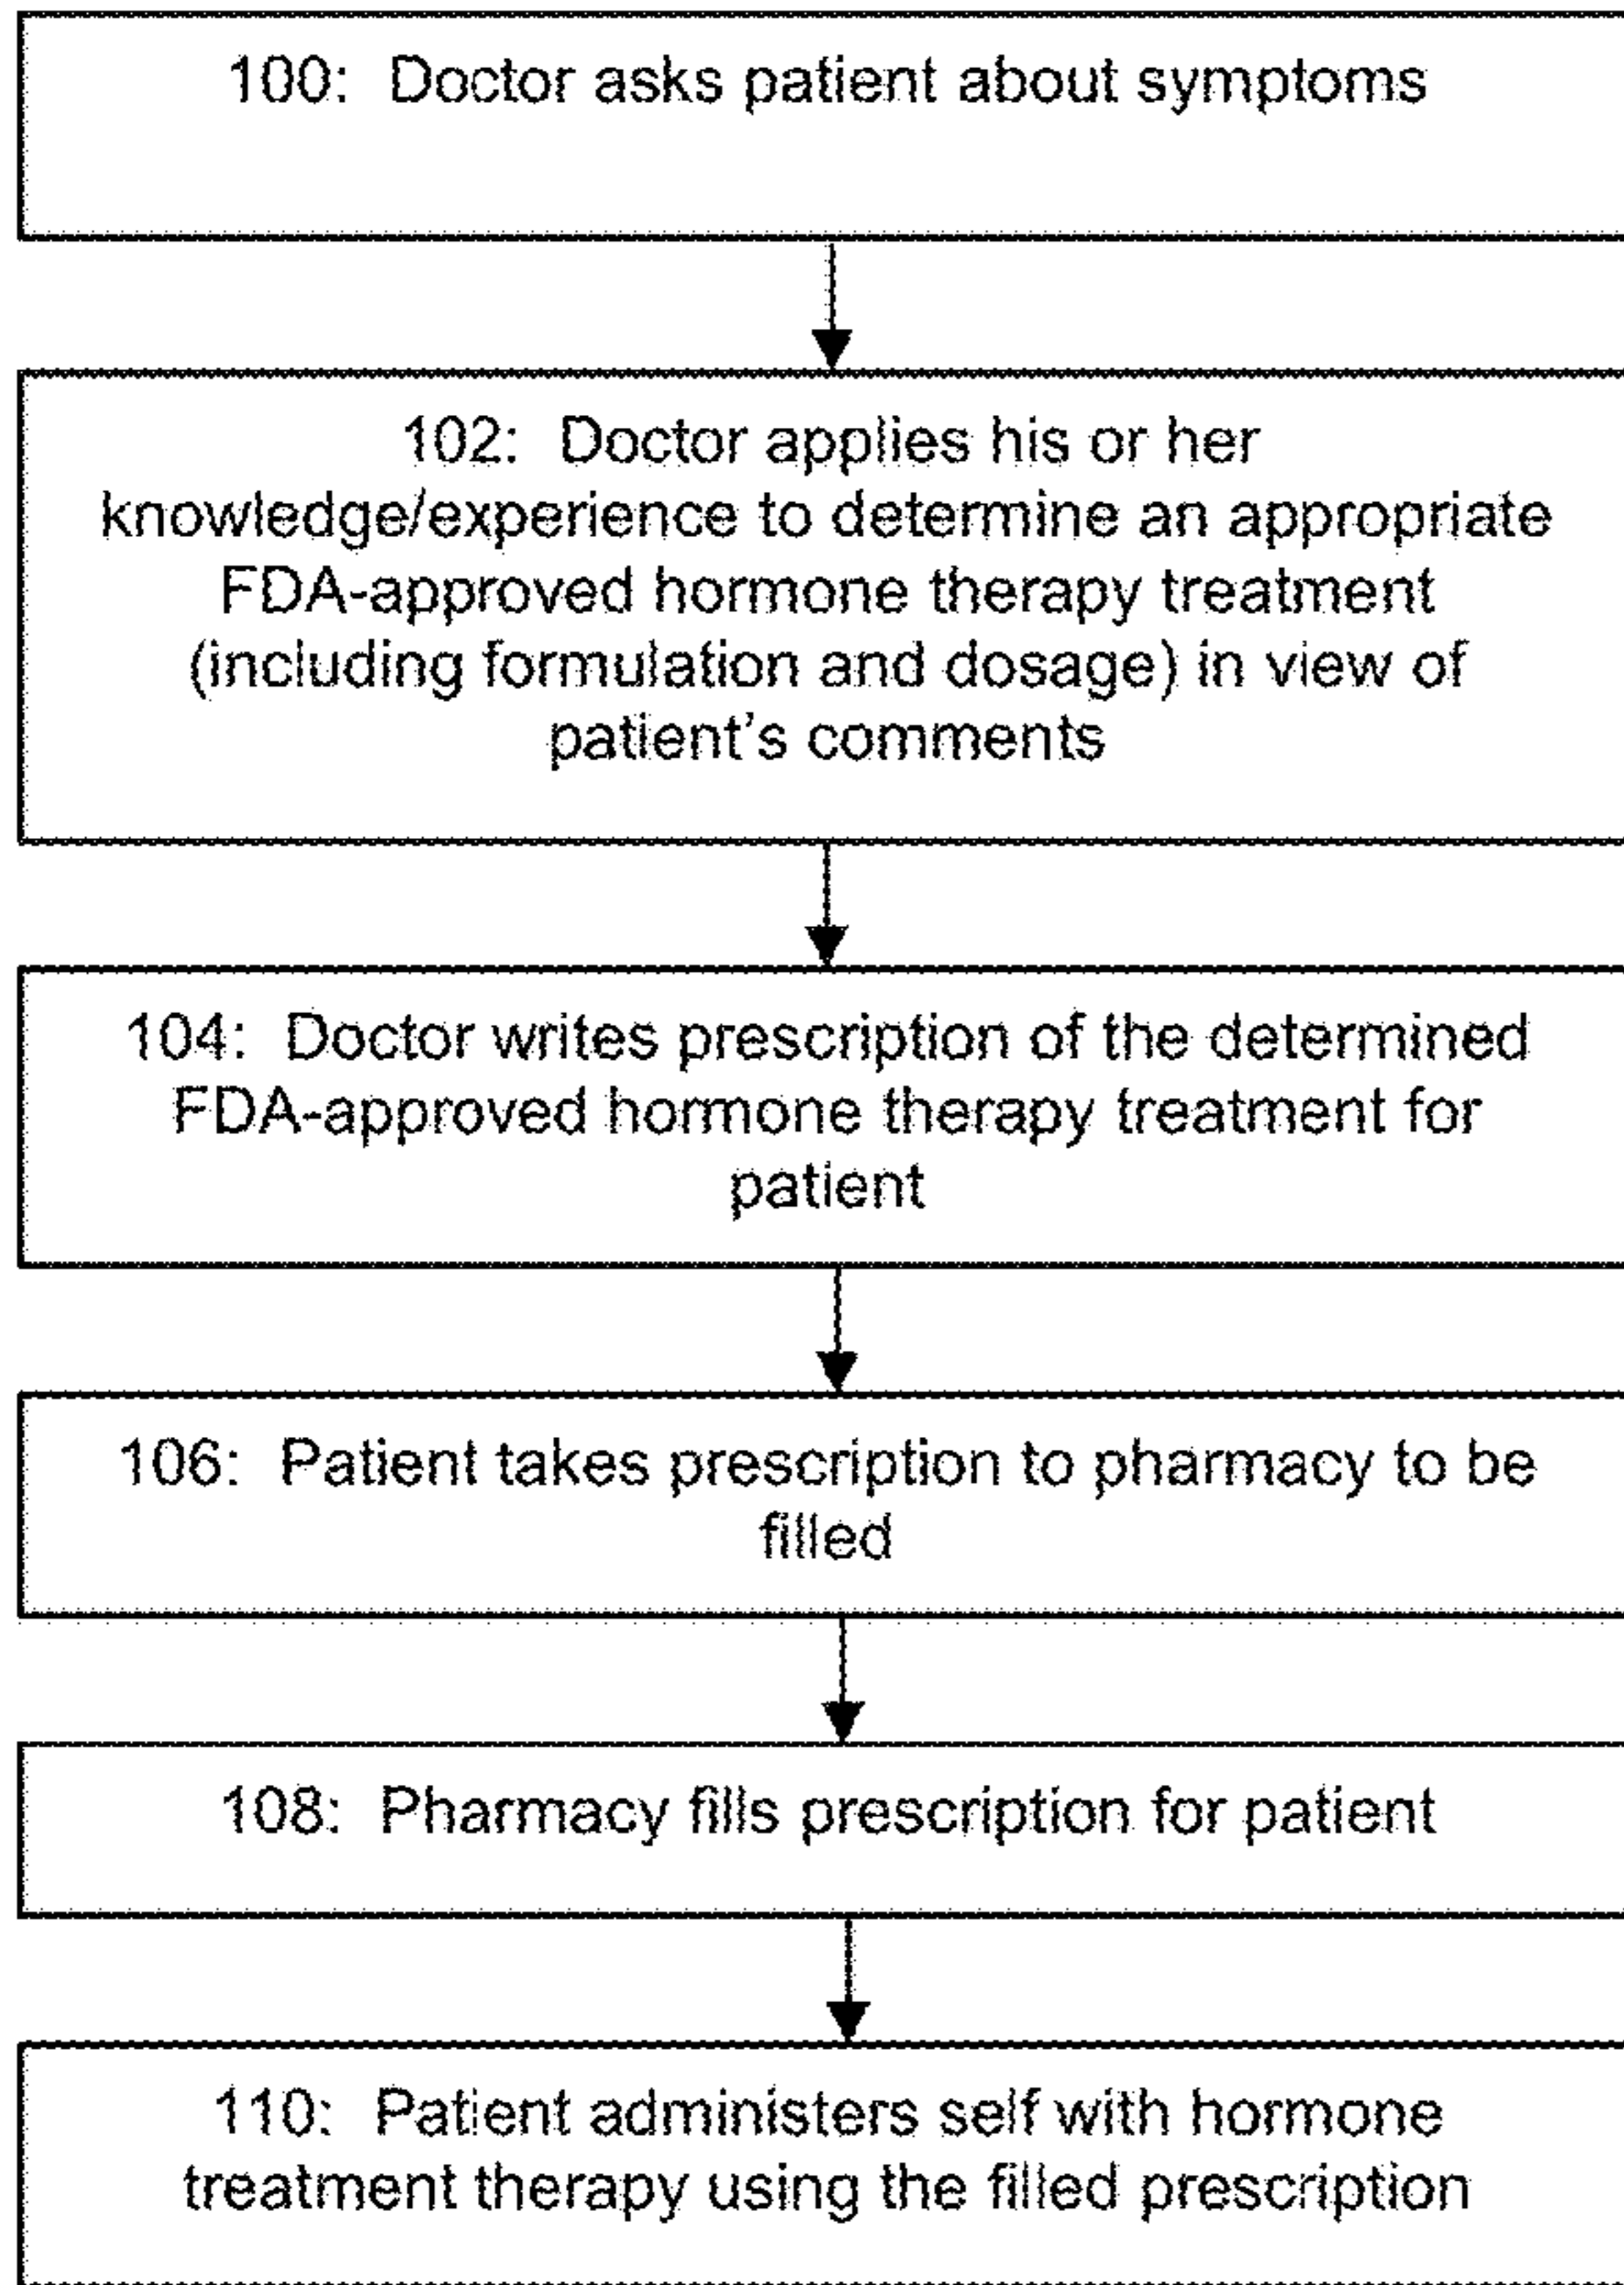 100: Doctor asks patient about symptoms
102: Doctor applies his or her
knowledge/experience to determine an appropriate
FDA-approved hormone therapy treatment
(including formulation and dosage) in view of
patient's comments
104: Doctor writes prescription of the determined
FDA-approved hormone therapy treatment for
patient
106: Patient takes prescription to pharmacy to be
filled
108: Pharmacy fills prescription for patient
110: Patient administers self with hormone
treatment therapy using the filled prescription